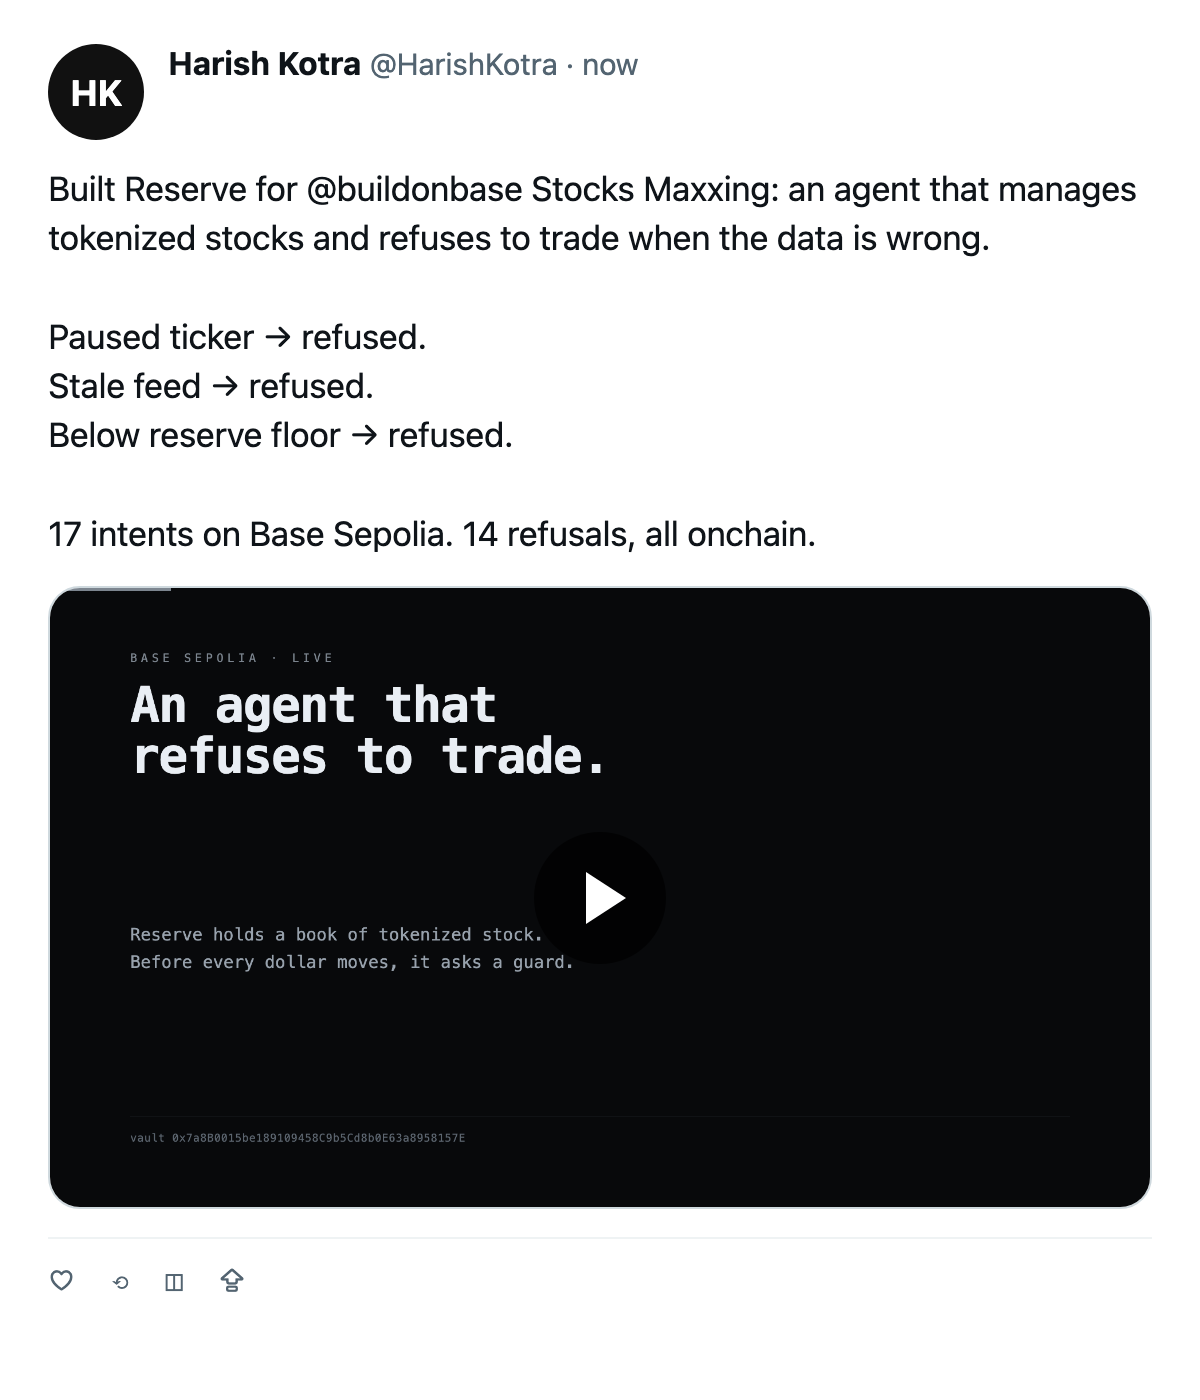 HK
Harish Kotra @HarishKotra · now
Built Reserve for @buildonbase Stocks Maxxing: an agent that manages
tokenized stocks and refuses to trade when the data is wrong.
Paused ticker → refused.
Stale feed → refused.
Below reserve floor → refused.
17 intents on Base Sepolia. 14 refusals, all onchain.
BASE SEPOLIA · LIVE
An agent that
refuses to trade.
Reserve holds a book of tokenized stock.
Before every dollar moves, it asks a guard.
vault 0x7a8B0015be189109458C9b5Cd8b0E63a8958157E